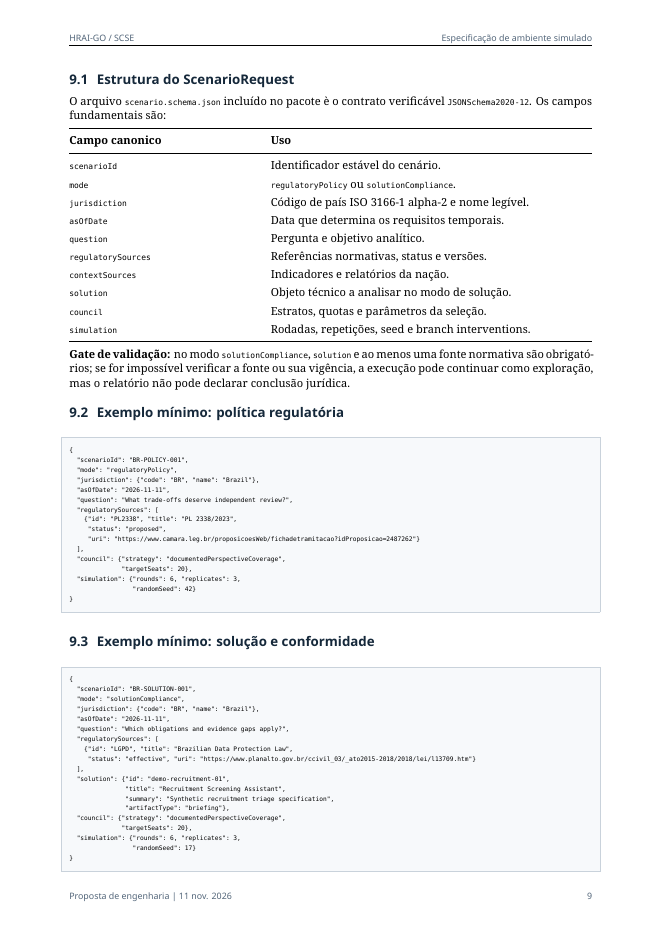 HRAI-GO / SCSE Especificação de ambiente simulado
9.1 Estrutura do ScenarioRequest
O arquivo scenario.schema.json incluído no pacote è o contrato verificável JSONSchema2020-12. Os campos
fundamentais são:
Campo canonico Uso
scenarioId Identificador estável do cenário.
mode regulatoryPolicy ou solutionCompliance.
jurisdiction Código de país ISO 3166-1 alpha-2 e nome legível.
asOfDate Data que determina os requisitos temporais.
question Pergunta e objetivo analítico.
regulatorySources Referências normativas, status e versões.
contextSources Indicadores e relatórios da nação.
solution Objeto técnico a analisar no modo de solução.
council Estratos, quotas e parâmetros da seleção.
simulation Rodadas, repetições, seed e branch interventions.
Gate de validação: no modo solutionCompliance, solution e ao menos uma fonte normativa são obrigató-
rios; se for impossível verificar a fonte ou sua vigência, a execução pode continuar como exploração,
mas o relatório não pode declarar conclusão jurídica.
9.2 Exemplo mínimo: política regulatória
{
  "scenarioId": "BR-POLICY-001",
  "mode": "regulatoryPolicy",
  "jurisdiction": {"code": "BR", "name": "Brazil"},
  "asOfDate": "2026-11-11",
  "question": "What trade-offs deserve independent review?",
  "regulatorySources": [
    {"id": "PL2338", "title": "PL 2338/2023",
     "status": "proposed",
     "uri": "https://www.camara.leg.br/proposicoesWeb/fichadetramitacao?idProposicao=2487262"}
  ],
  "council": {"strategy": "documentedPerspectiveCoverage",
              "targetSeats": 20},
  "simulation": {"rounds": 6, "replicates": 3,
                 "randomSeed": 42}
}
9.3 Exemplo mínimo: solução e conformidade
{
  "scenarioId": "BR-SOLUTION-001",
  "mode": "solutionCompliance",
  "jurisdiction": {"code": "BR", "name": "Brazil"},
  "asOfDate": "2026-11-11",
  "question": "Which obligations and evidence gaps apply?",
  "regulatorySources": [
    {"id": "LGPD", "title": "Brazilian Data Protection Law",
     "status": "effective", "uri": "https://www.planalto.gov.br/ccivil_03/_ato2015-2018/2018/lei/l13709.htm"}
  ],
  "solution": {"id": "demo-recruitment-01",
               "title": "Recruitment Screening Assistant",
               "summary": "Synthetic recruitment triage specification",
               "artifactType": "briefing"},
  "council": {"strategy": "documentedPerspectiveCoverage",
              "targetSeats": 20},
  "simulation": {"rounds": 6, "replicates": 3,
                 "randomSeed": 17}
}
Proposta de engenharia | 11 nov. 2026 9